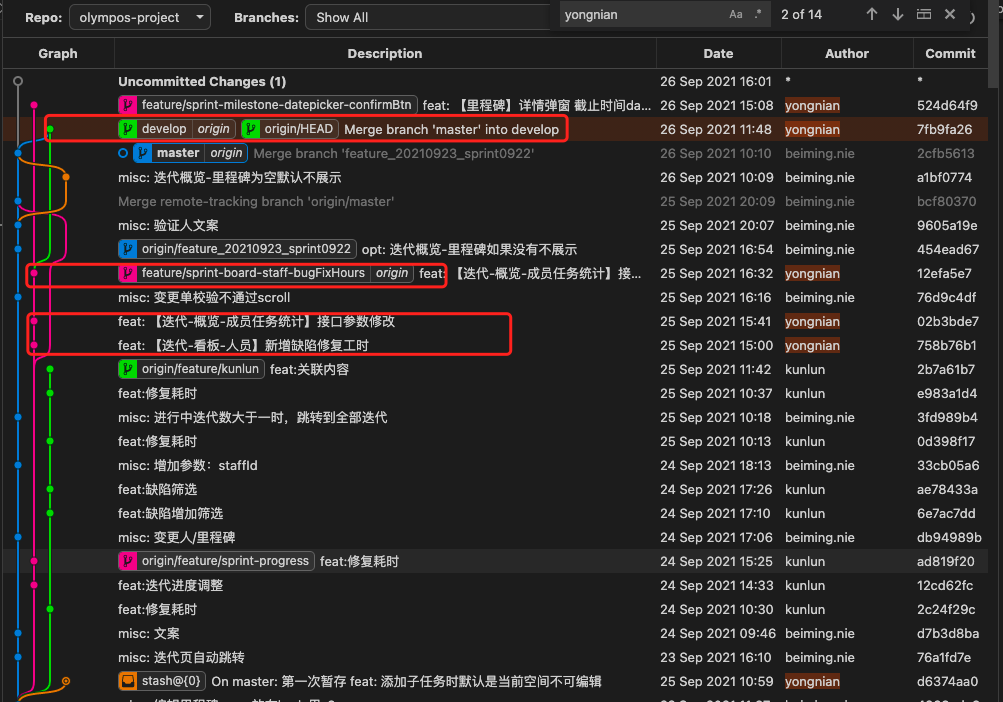 Repo: olympos-project Branches: Show All yongnian Aa .* 2 of 14
Graph Description Date Author Commit
Uncommitted Changes (1) 26 Sep 2021 16:01 * *
feature/sprint-milestone-datepicker-confirmBtn feat: 【里程碑】详情弹窗 截止时间da... 26 Sep 2021 15:08 yongnian 524d64f9
develop origin origin/HEAD Merge branch 'master' into develop 26 Sep 2021 11:48 yongnian 7fb9fa26
master origin Merge branch 'feature_20210923_sprint0922' 26 Sep 2021 10:10 beiming.nie 2cfb5613
misc: 迭代概览-里程碑为空默认不展示 26 Sep 2021 10:09 beiming.nie a1bf0774
Merge remote-tracking branch 'origin/master' 25 Sep 2021 20:09 beiming.nie bcf80370
misc: 验证人文案 25 Sep 2021 20:07 beiming.nie 9605a19e
origin/feature_20210923_sprint0922 opt: 迭代概览-里程碑如果没有不展示 25 Sep 2021 16:54 beiming.nie 454ead67
feature/sprint-board-staff-bugFixHours origin feat: 【迭代-概览-成员任务统计】接... 25 Sep 2021 16:32 yongnian 12efa5e7
misc: 变更单校验不通过scroll 25 Sep 2021 16:16 beiming.nie 76d9c4df
feat: 【迭代-概览-成员任务统计】接口参数修改 25 Sep 2021 15:41 yongnian 02b3bde7
feat: 【迭代-看板-人员】新增缺陷修复工时 25 Sep 2021 15:00 yongnian 758b76b1
origin/feature/kunlun feat:关联内容 25 Sep 2021 11:42 kunlun 2b7a61b7
feat:修复耗时 25 Sep 2021 10:37 kunlun e983a1d4
misc: 进行中迭代数大于一时，跳转到全部迭代 25 Sep 2021 10:18 beiming.nie 3fd989b4
feat:修复耗时 25 Sep 2021 10:13 kunlun 0d398f17
misc: 增加参数：staffId 24 Sep 2021 18:13 beiming.nie 33cb05a6
feat:缺陷筛选 24 Sep 2021 17:26 kunlun ae78433a
feat:缺陷增加筛选 24 Sep 2021 17:10 kunlun 6e7ac7dd
misc: 变更人/里程碑 24 Sep 2021 17:06 beiming.nie db94989b
origin/feature/sprint-progress feat:修复耗时 24 Sep 2021 15:25 kunlun ad819f20
feat:迭代进度调整 24 Sep 2021 14:33 kunlun 12cd62fc
feat:修复耗时 24 Sep 2021 10:30 kunlun 2c24f29c
misc: 文案 24 Sep 2021 09:46 beiming.nie d7b3d8ba
misc: 迭代页自动跳转 23 Sep 2021 16:10 beiming.nie 76a1fd7e
stash@{0} On master: 第一次暂存 feat: 添加子任务时默认是当前空间不可编辑 25 Sep 2021 10:59 yongnian d6374aa0